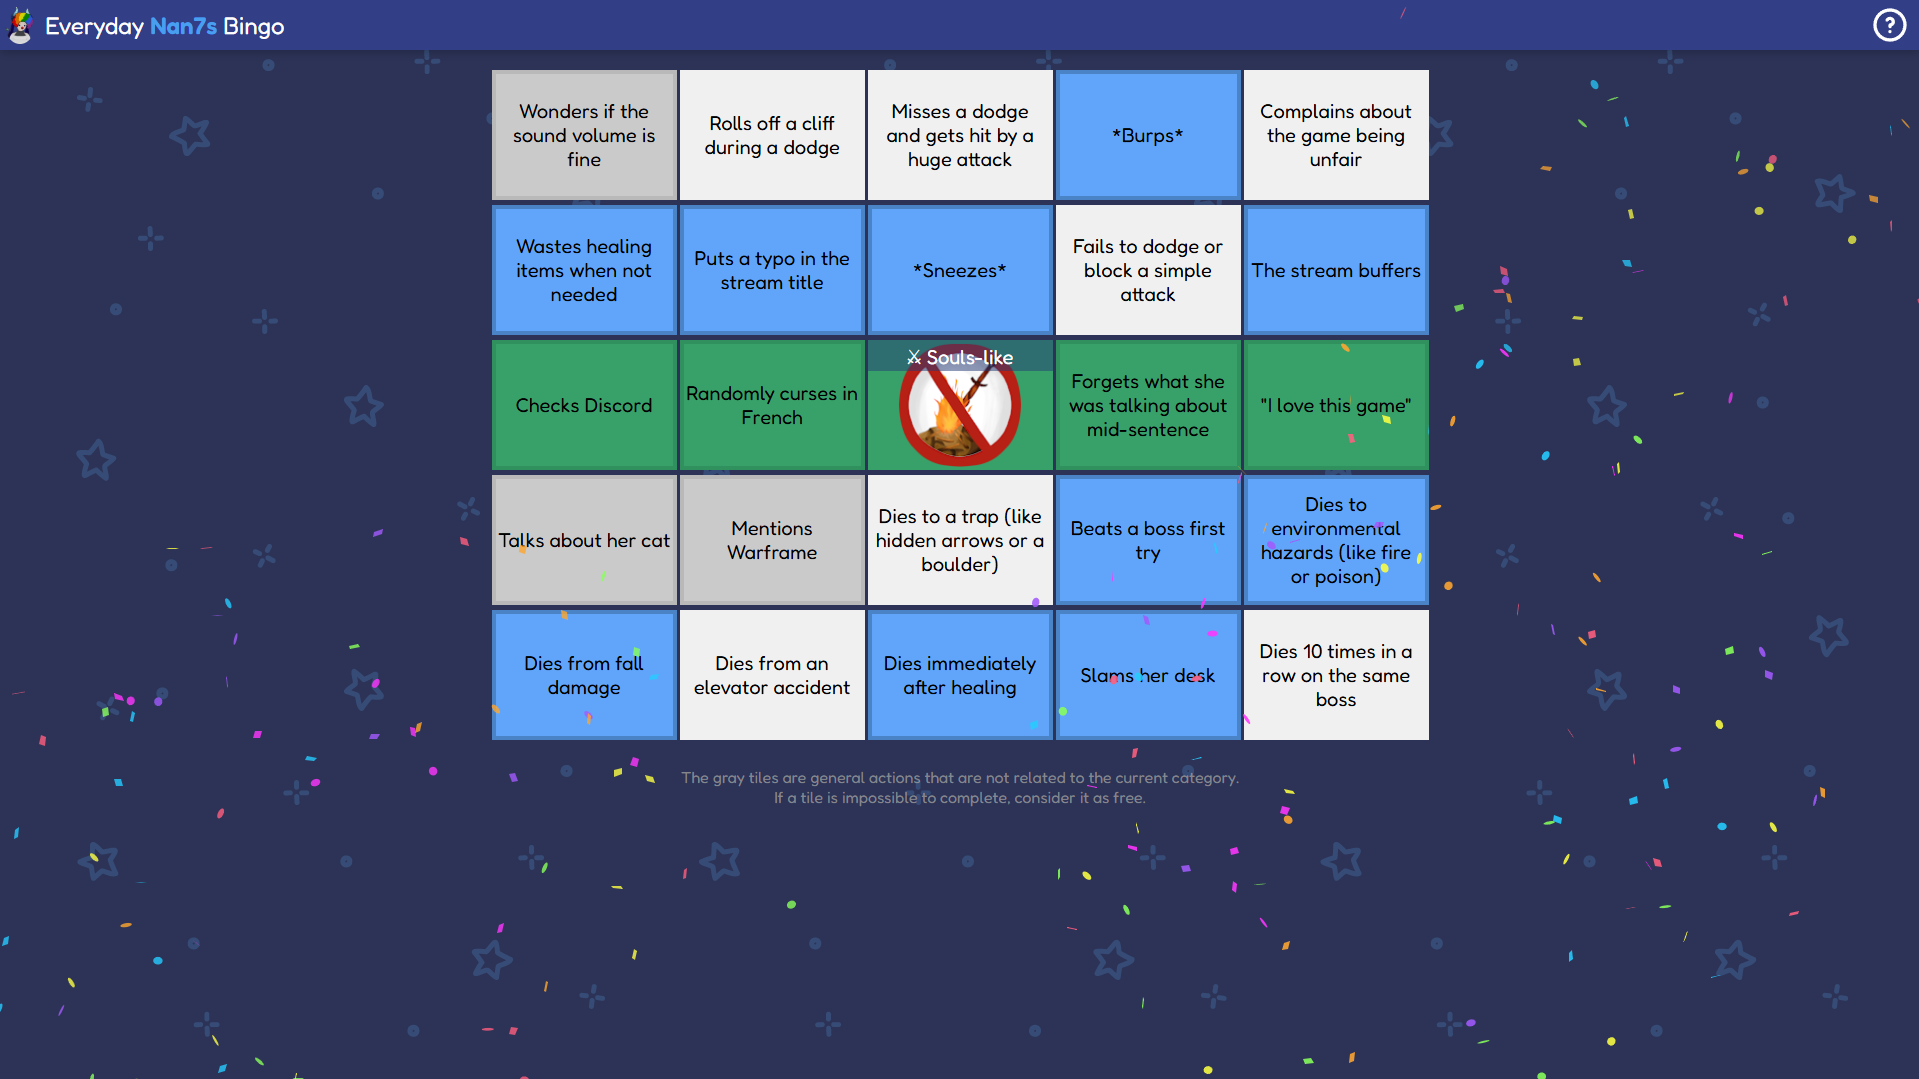 Everyday Nan7s Bingo
?
Wonders if the
sound volume is
fine
Rolls off a cliff
during a dodge
Misses a dodge
and gets hit by a
huge attack
*Burps*
Complains about
the game being
unfair
Wastes healing
items when not
needed
Puts a typo in the
stream title
*Sneezes*
Fails to dodge or
block a simple
attack
The stream buffers
Checks Discord
Randomly curses in
French
⚔ Souls-like
Forgets what she
was talking about
mid-sentence
"I love this game"
Talks about her cat
Mentions
Warframe
Dies to a trap (like
hidden arrows or a
boulder)
Beats a boss first
try
Dies to
environmental
hazards (like fire
or poison)
Dies from fall
damage
Dies from an
elevator accident
Dies immediately
after healing
Slams her desk
Dies 10 times in a
row on the same
boss
The gray tiles are general actions that are not related to the current category.
If a tile is impossible to complete, consider it as free.